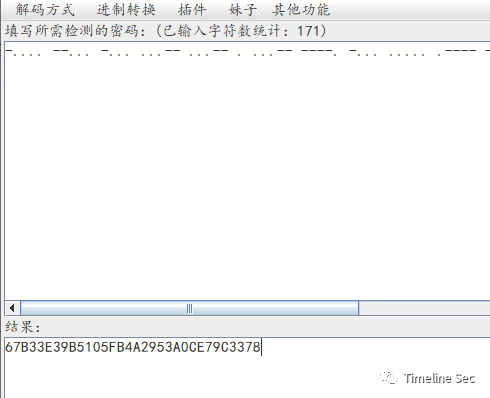 解码方式 进制转换 插件 妹子 其他功能
填写所需检测的密码：(已输入字符数统计：171)
-.... --... -... ...-- ...-- . ...-- ----. -... ..... .---- -
结果：
67B33E39B5105FB4A2953A0CE79C3378
Timeline Sec